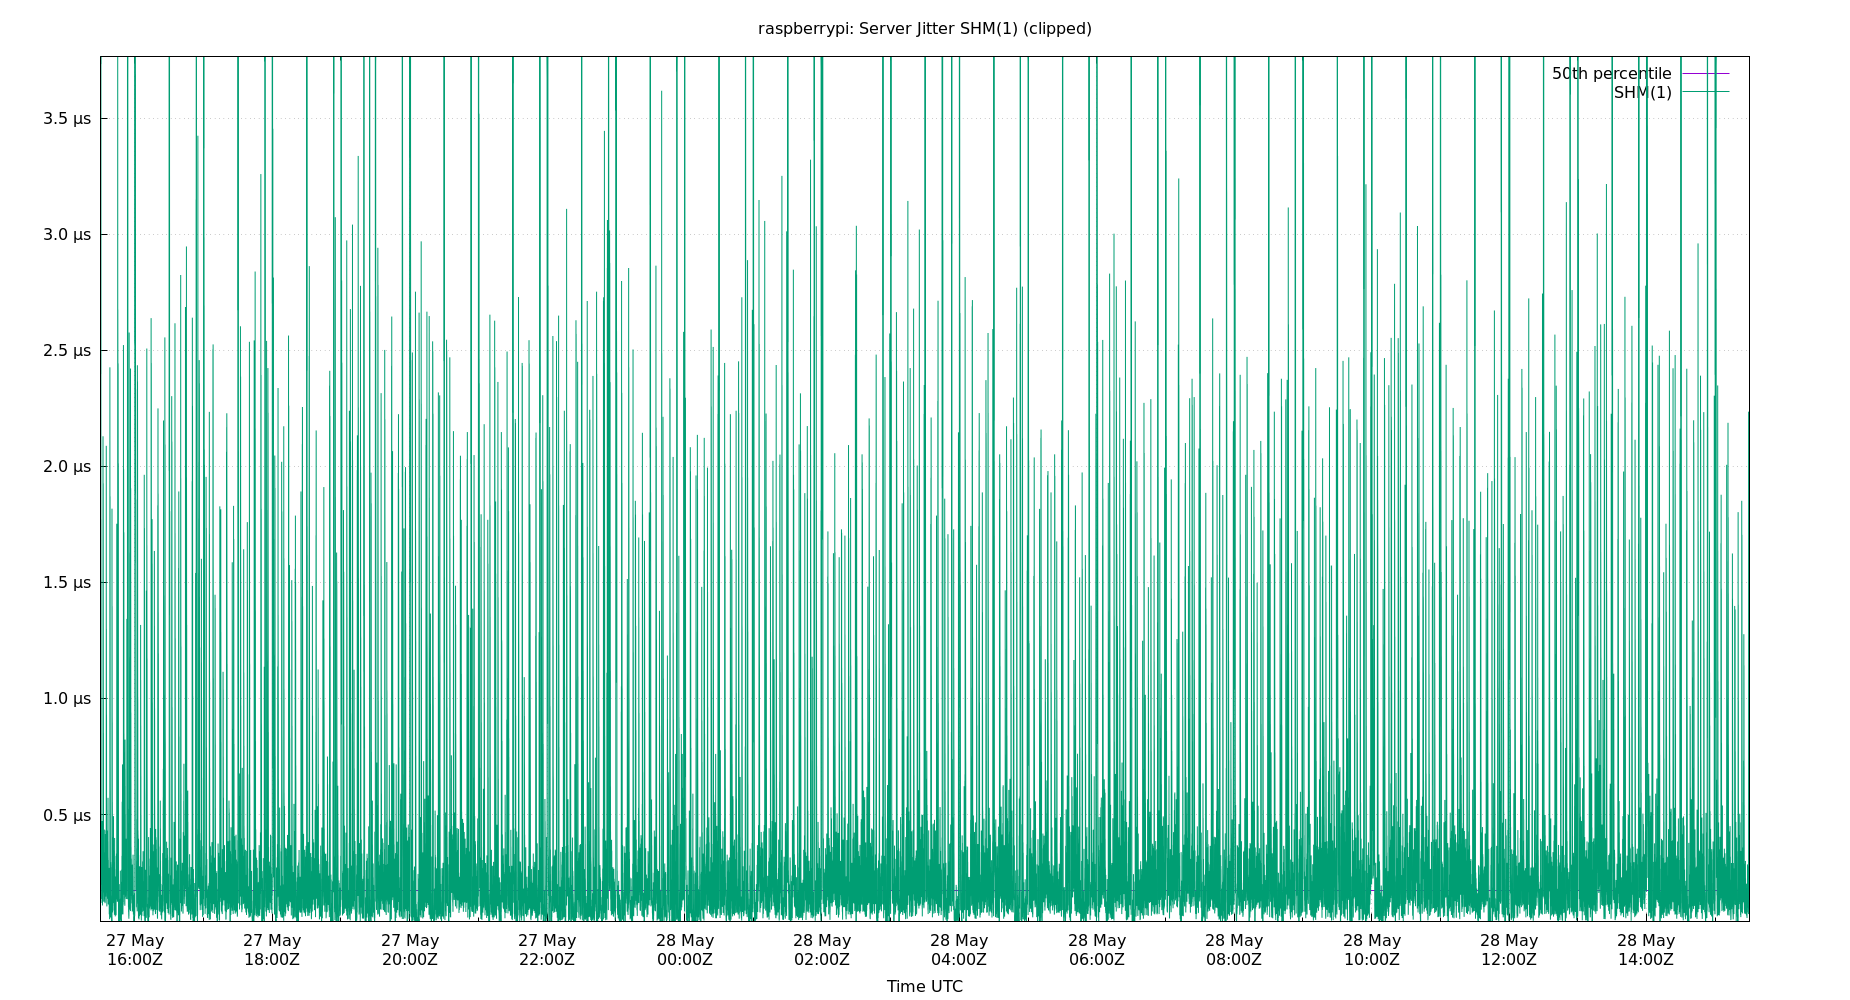 raspberrypi: Server Jitter SHM(1) (clipped)
50th percentile
SHM(1)
3.5 µs
3.0 µs
2.5 µs
2.0 µs
1.5 µs
1.0 µs
0.5 µs
27 May 27 May 27 May 27 May 28 May 28 May 28 May 28 May 28 May 28 May 28 May 28 May
16:00Z 18:00Z 20:00Z 22:00Z 00:00Z 02:00Z 04:00Z 06:00Z 08:00Z 10:00Z 12:00Z 14:00Z
Time UTC